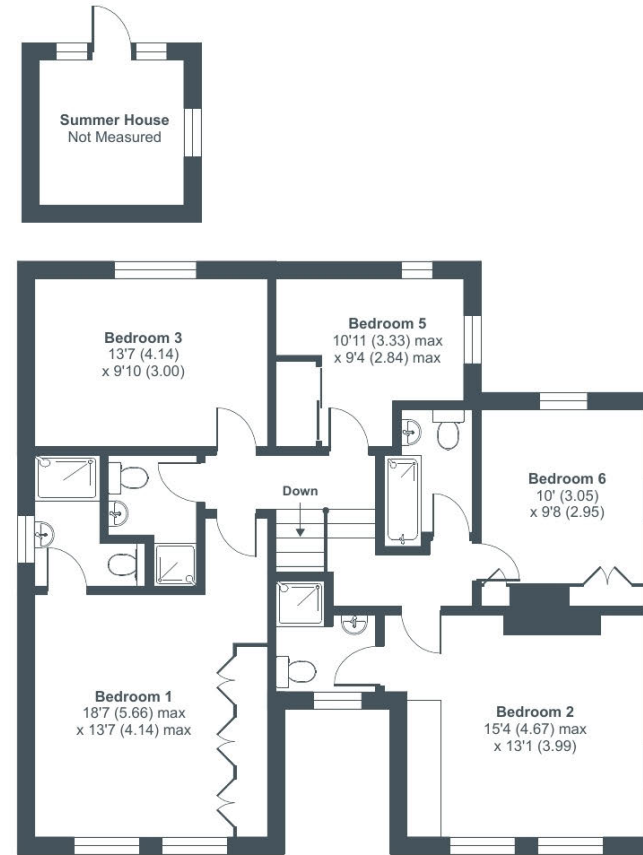 Summer House
Not Measured
Bedroom 3
13'7 (4.14)
x 9'10 (3.00)
Bedroom 5
10'11 (3.33) max
x 9'4 (2.84) max
Bedroom 6
10' (3.05)
x 9'8 (2.95)
Down
Bedroom 1
18'7 (5.66) max
x 13'7 (4.14) max
Bedroom 2
15'4 (4.67) max
x 13'1 (3.99)